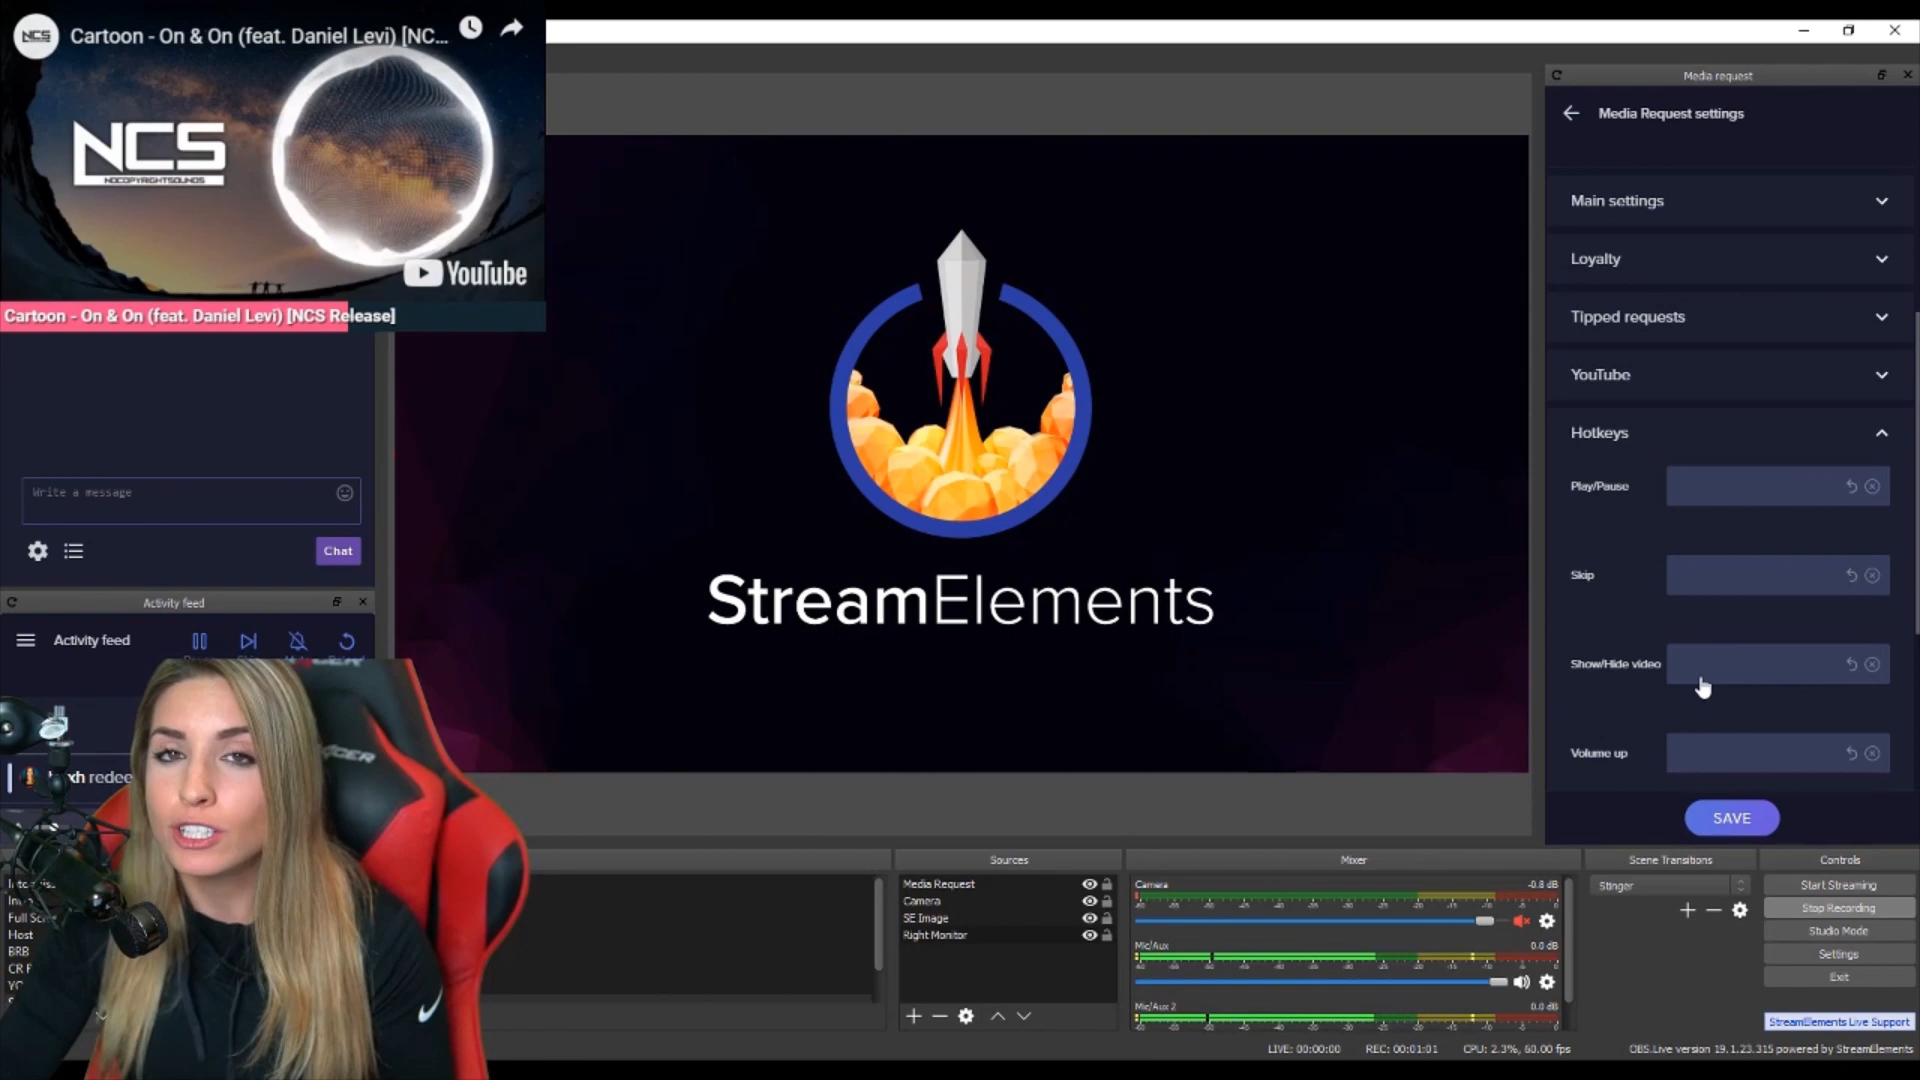 NCS
Cartoon - On & On (feat. Daniel Levi) [NC...
NCS
NOCOPYRIGHTSOUNDS
YouTube
Cartoon - On & On (feat. Daniel Levi) [NCS Release]
Write a message
Chat
Activity feed
Activity feed
redee
StreamElements
Media request
Media Request settings
Main settings
Loyalty
Tipped requests
YouTube
Hotkeys
Play/Pause
Skip
Show/Hide video
Volume up
SAVE
Full Sc
Host
BRB
Sources
Media Request
Camera
SE Image
Right Monitor
Mixer
Camera
-0.8 dB
Mic/Aux
0.0 dB
Mic/Aux 2
0.0 dB
Scene Transitions
Stinger
Controls
Start Streaming
Stop Recording
Studio Mode
Settings
Exit
StreamElements Live Support
LIVE: 00:00:00 REC: 00:01:01 CPU: 2.3%, 60.00 fps OBS.Live version 19.1.23.315 powered by StreamElements